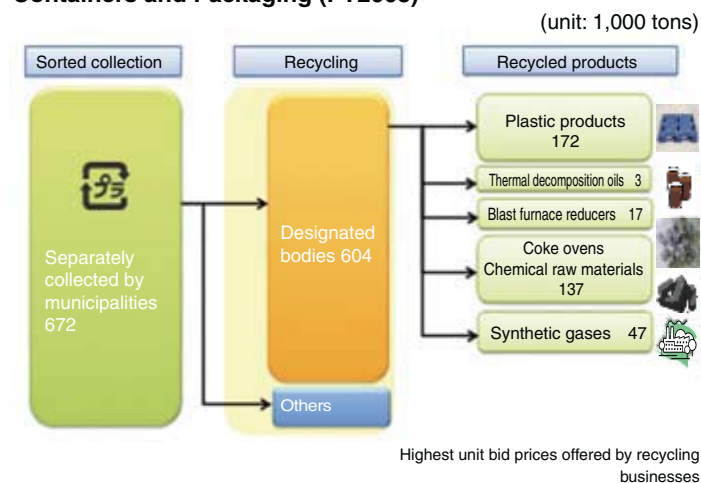 (unit: 1,000 tons)
Sorted collection
Recycling
Recycled products
プラ
Separately
collected by
municipalities
672
Designated
bodies 604
Others
Plastic products
172
Thermal decomposition oils 3
Blast furnace reducers 17
Coke ovens
Chemical raw materials
137
Synthetic gases 47
Highest unit bid prices offered by recycling
businesses